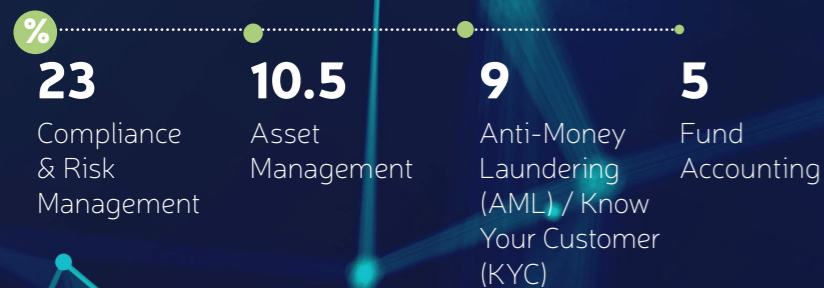 %
23
Compliance
& Risk
Management
10.5
Asset
Management
9
Anti-Money
Laundering
(AML) / Know
Your Customer
(KYC)
5
Fund
Accounting